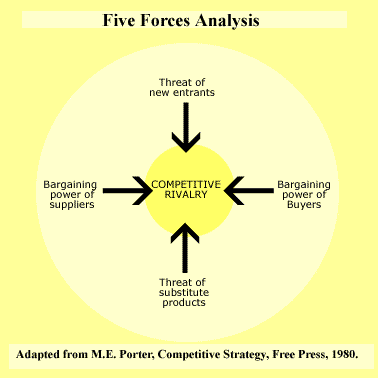 Five Forces Analysis
Threat of
new entrants
COMPETITIVE
RIVALRY
Bargaining
power of
suppliers
Bargaining
power of
Buyers
Threat of
substitute
products
Adapted from M.E. Porter, Competitive Strategy, Free Press, 1980.